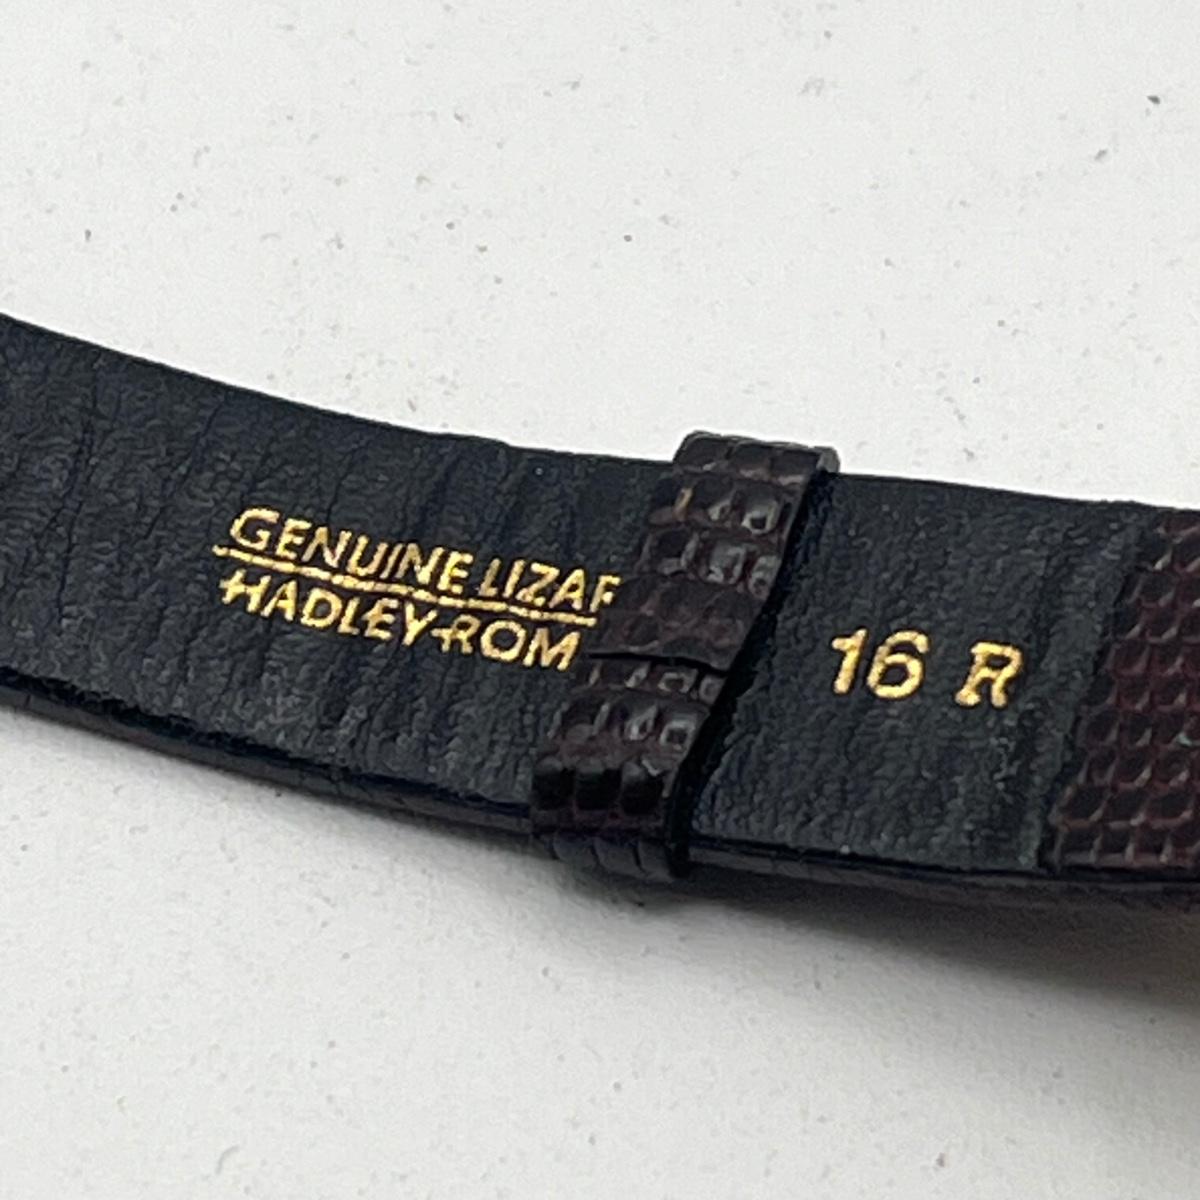 GENUINE LIZAR
HADLEY-ROM
16 R